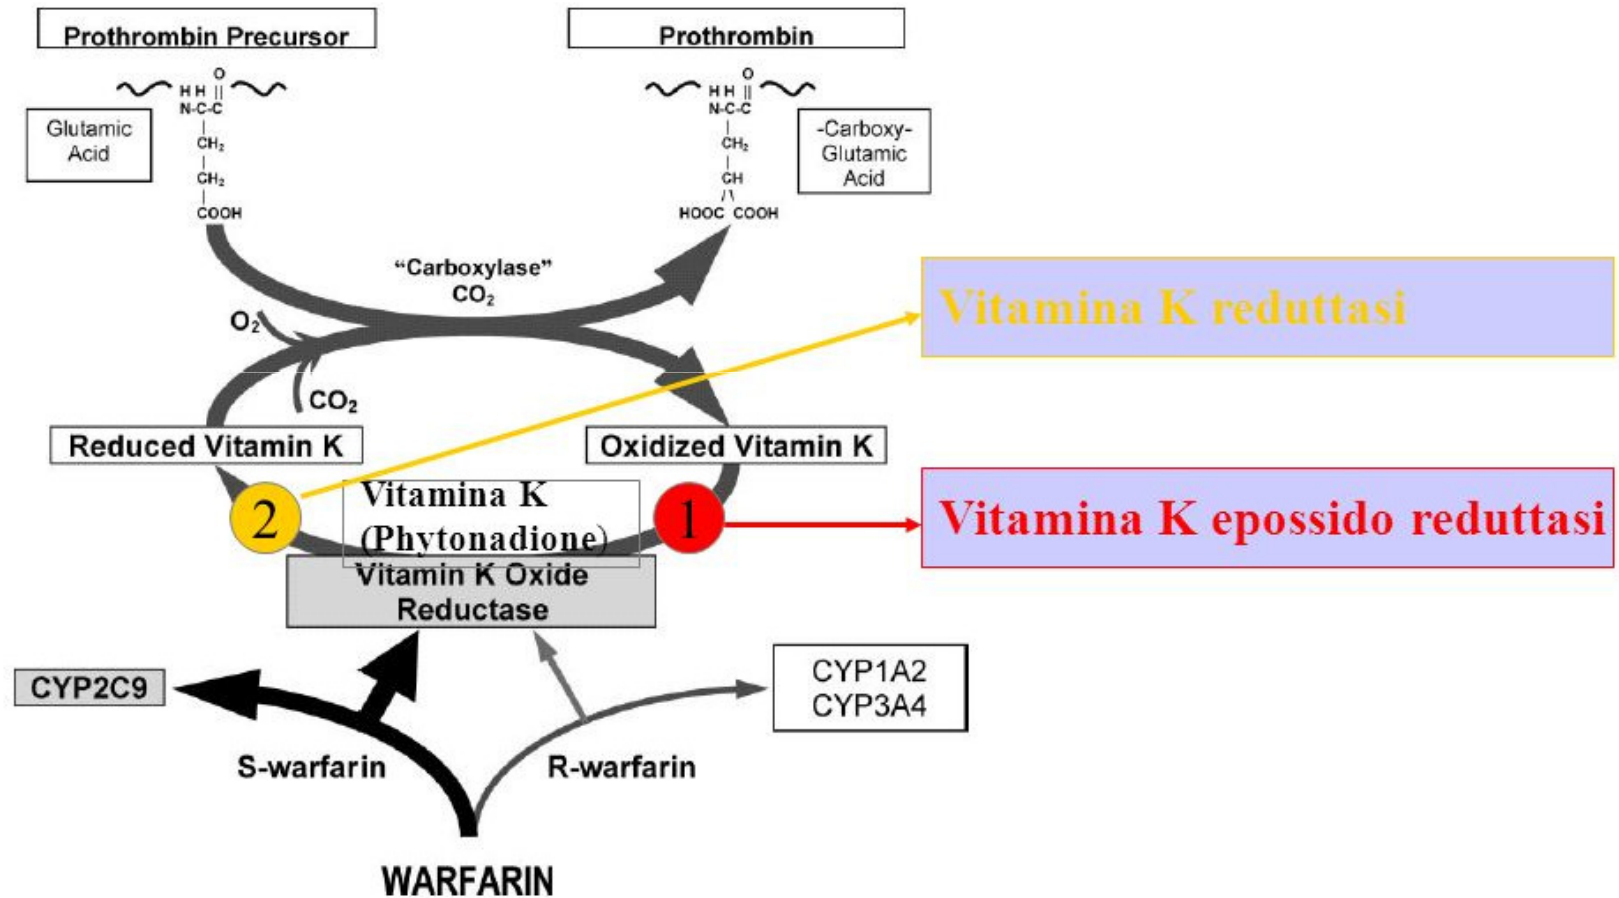 Prothrombin Precursor
Prothrombin
O
H H
N-C-C
CH₂
CH₂
COOH
Glutamic
Acid
O
H H
N-C-C
CH₂
CH
HOOC COOH
-Carboxy-
Glutamic
Acid
“Carboxylase”
CO₂
O₂
CO₂
Vitamina K reduttasi
Reduced Vitamin K
Oxidized Vitamin K
2
Vitamina K
(Phytonadione)
1
Vitamina K epossido reduttasi
Vitamin K Oxide
Reductase
CYP2C9
CYP1A2
CYP3A4
S-warfarin
R-warfarin
WARFARIN